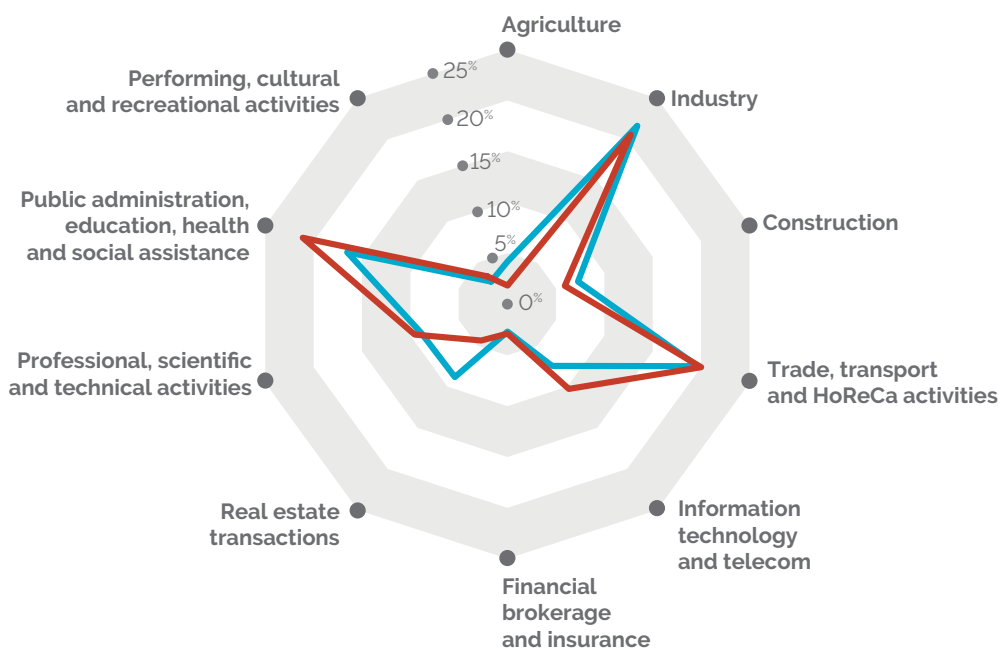 Agriculture
Industry
Construction
Trade, transport
and HoReCa activities
Information
technology
and telecom
Financial
brokerage
and insurance
Real estate
transactions
Professional, scientific
and technical activities
Public administration,
education, health
and social assistance
Performing, cultural
and recreational activities
25%
20%
15%
10%
5%
0%